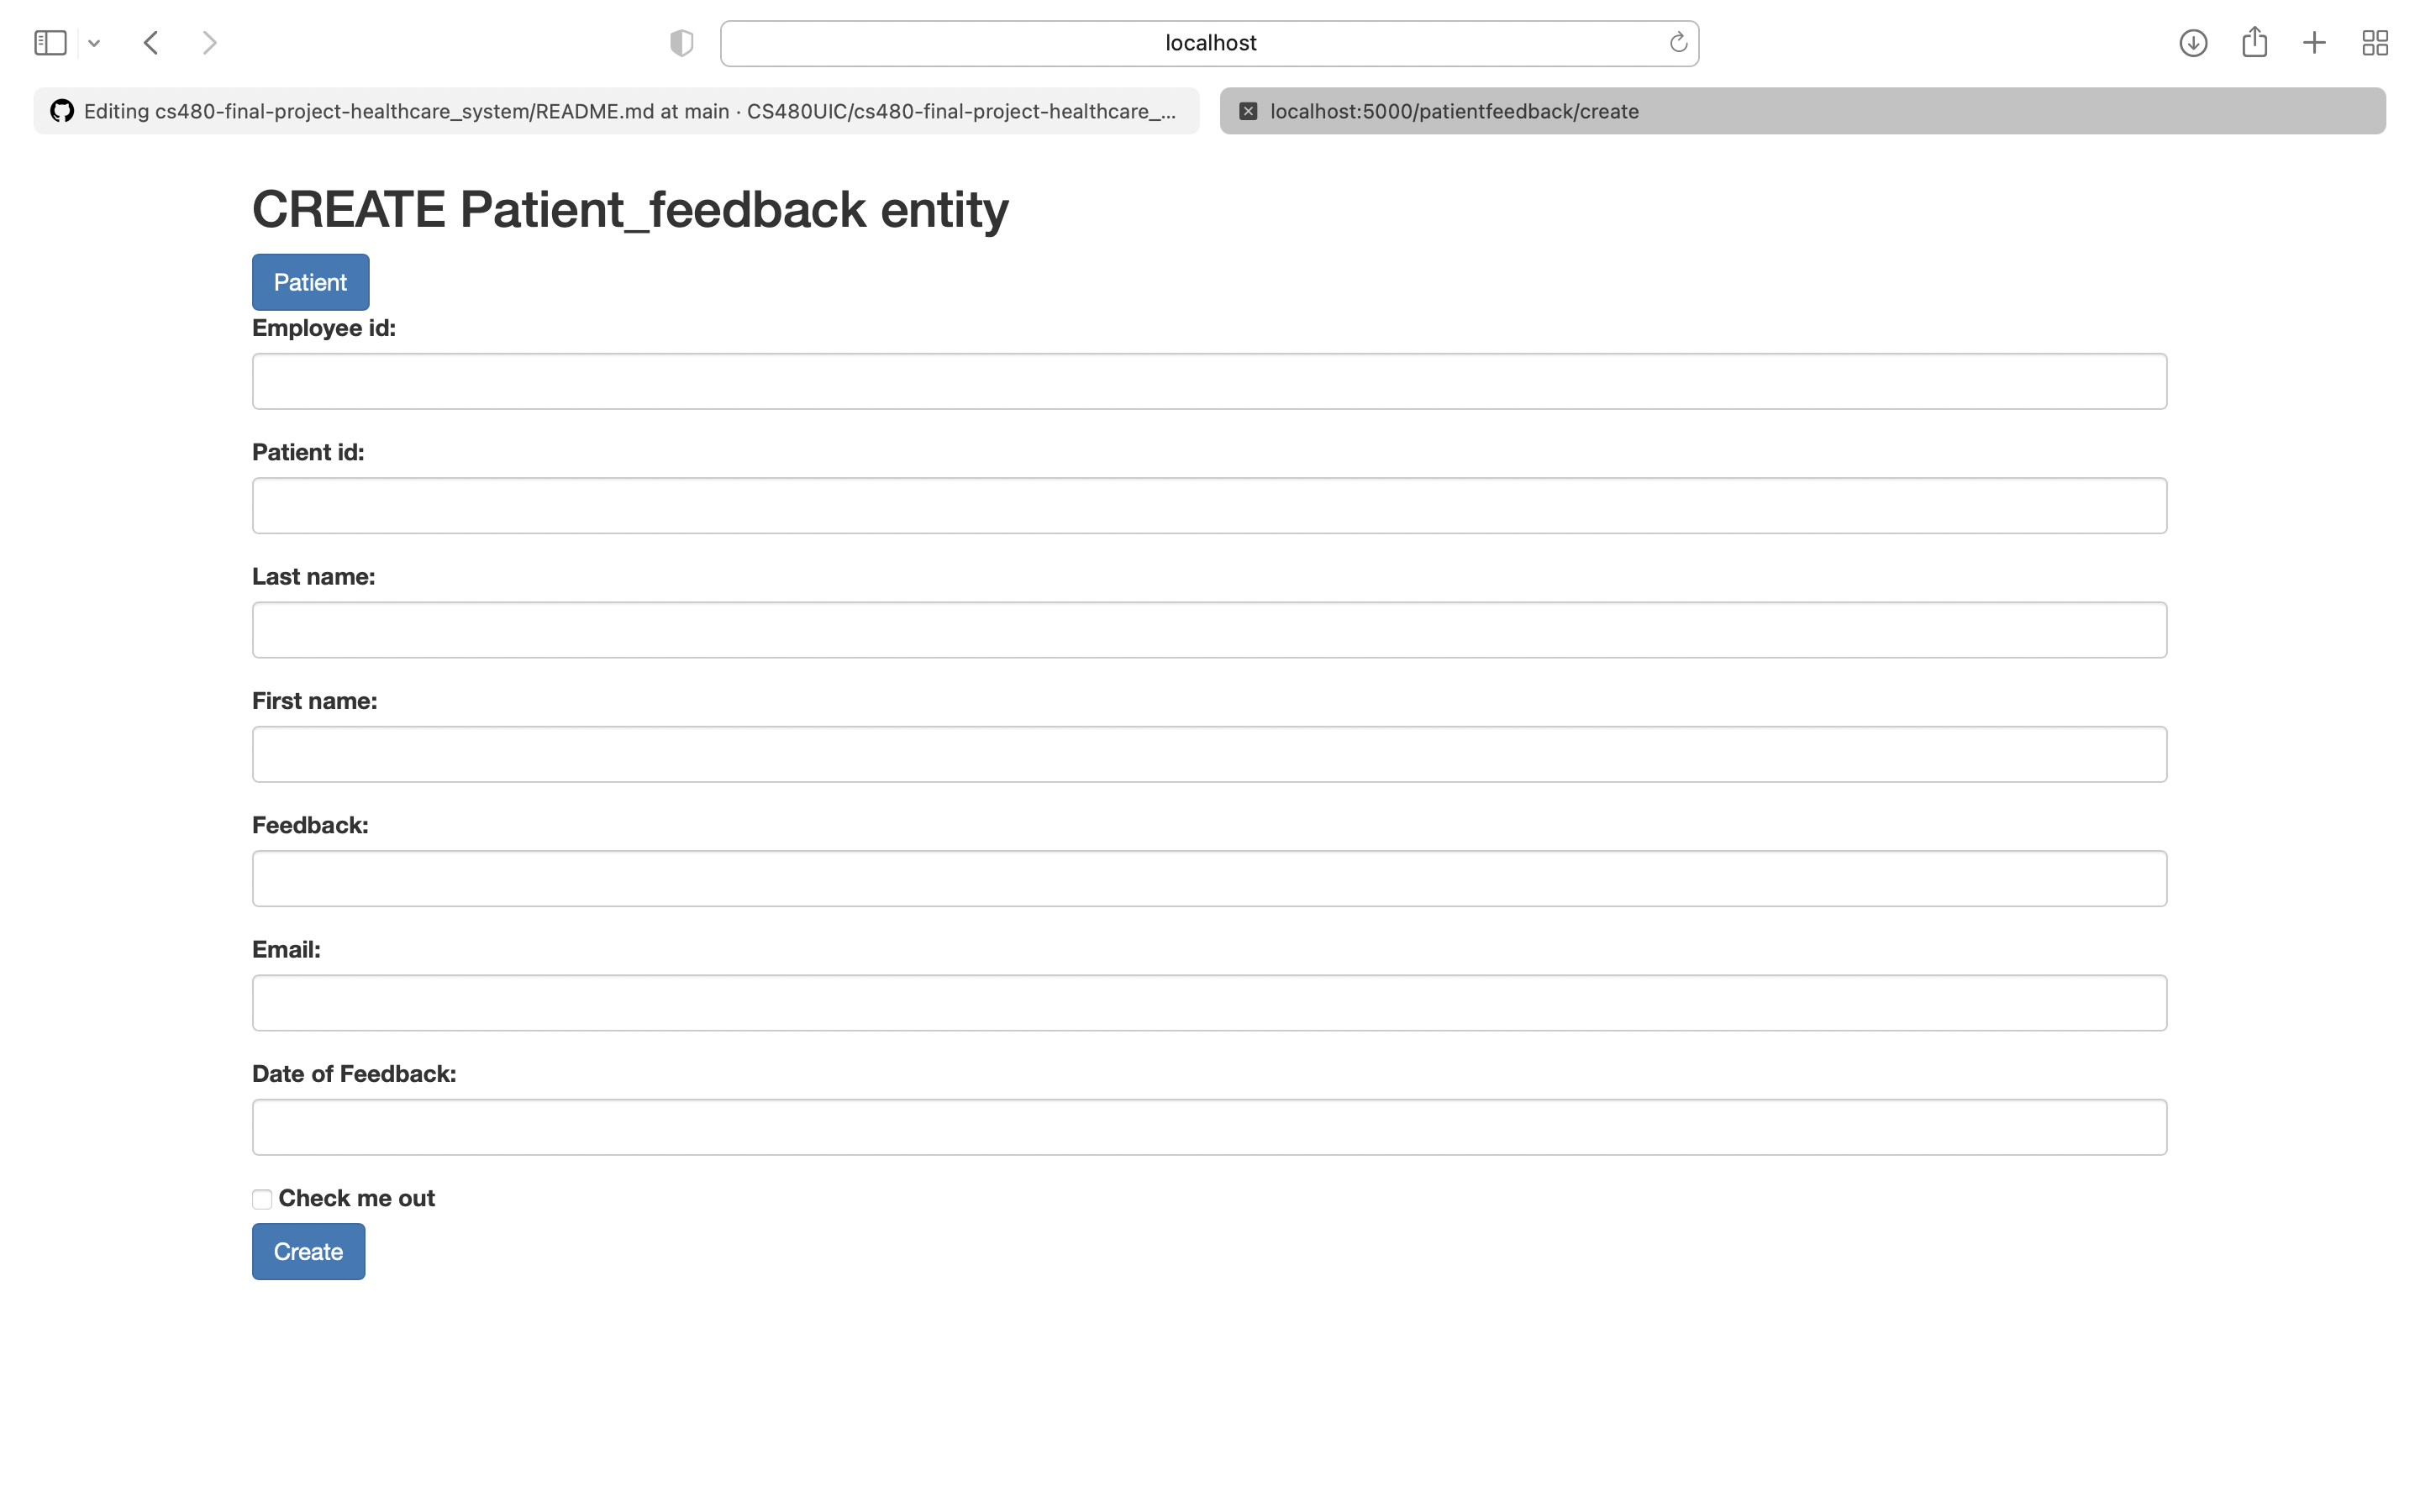 localhost
Editing cs480-final-project-healthcare_system/README.md at main · CS480UIC/cs480-final-project-healthcare_...
localhost:5000/patientfeedback/create
CREATE Patient_feedback entity
Patient
Employee id:
Patient id:
Last name:
First name:
Feedback:
Email:
Date of Feedback:
Check me out
Create